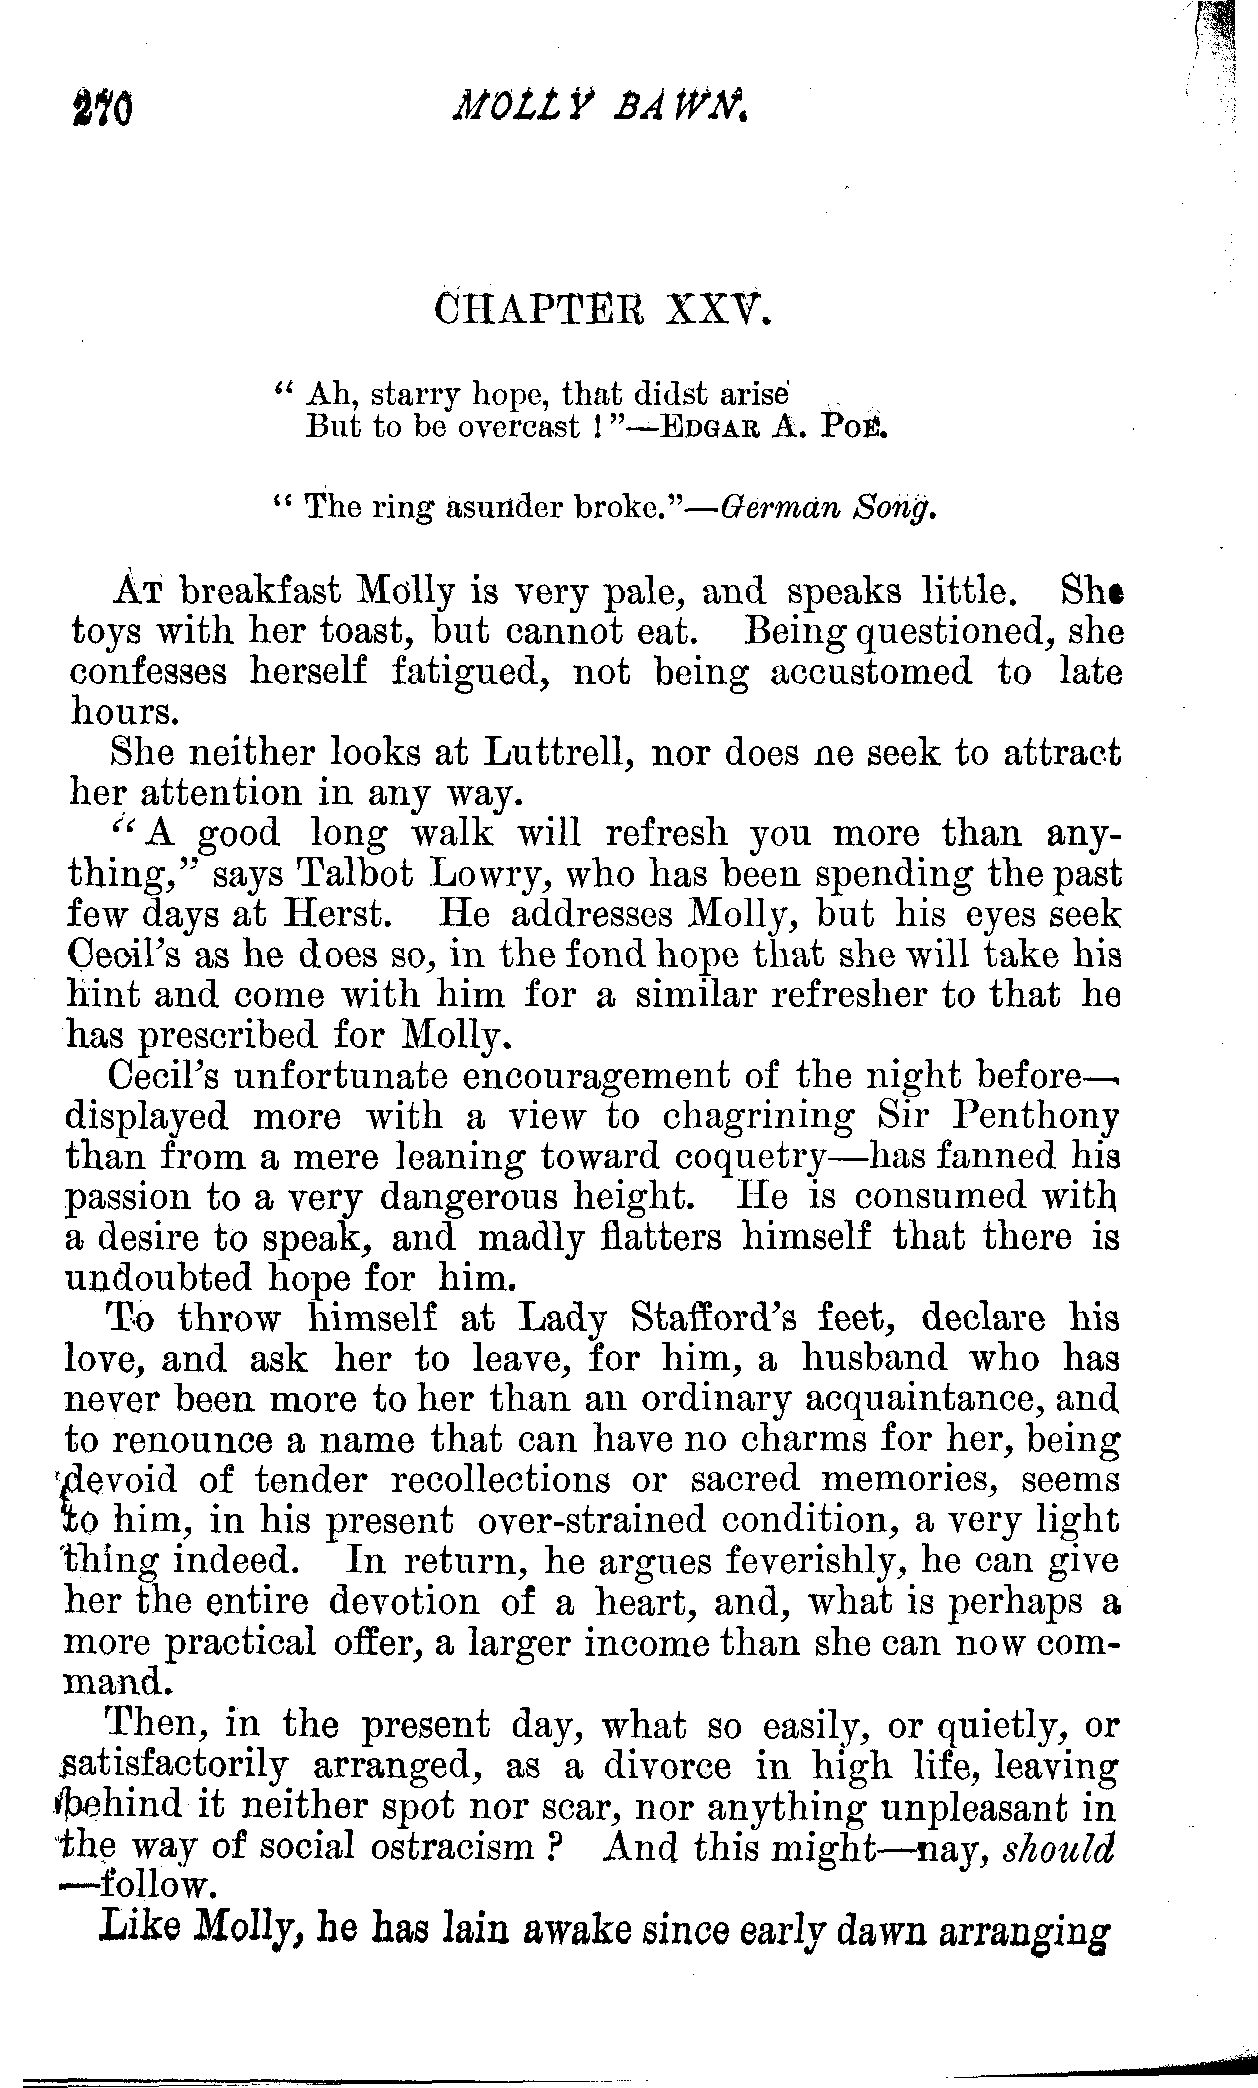 270 MOLLY BAWN.
CHAPTER XXV.
“ Ah, starry hope, that didst arise
But to be overcast ! ”—EDGAR A. POE.
“ The ring asunder broke.”—German Song.
AT breakfast Molly is very pale, and speaks little. She
toys with her toast, but cannot eat. Being questioned, she
confesses herself fatigued, not being accustomed to late
hours.
She neither looks at Luttrell, nor does he seek to attract
her attention in any way.
“ A good long walk will refresh you more than any-
thing,” says Talbot Lowry, who has been spending the past
few days at Herst. He addresses Molly, but his eyes seek
Cecil’s as he does so, in the fond hope that she will take his
hint and come with him for a similar refresher to that he
has prescribed for Molly.
Cecil’s unfortunate encouragement of the night before—
displayed more with a view to chagrining Sir Penthony
than from a mere leaning toward coquetry—has fanned his
passion to a very dangerous height. He is consumed with
a desire to speak, and madly flatters himself that there is
undoubted hope for him.
To throw himself at Lady Stafford’s feet, declare his
love, and ask her to leave, for him, a husband who has
never been more to her than an ordinary acquaintance, and
to renounce a name that can have no charms for her, being
devoid of tender recollections or sacred memories, seems
to him, in his present over-strained condition, a very light
thing indeed. In return, he argues feverishly, he can give
her the entire devotion of a heart, and, what is perhaps a
more practical offer, a larger income than she can now com-
mand.
Then, in the present day, what so easily, or quietly, or
satisfactorily arranged, as a divorce in high life, leaving
behind it neither spot nor scar, nor anything unpleasant in
the way of social ostracism ? And this might—nay, should
—follow.
Like Molly, he has lain awake since early dawn arranging